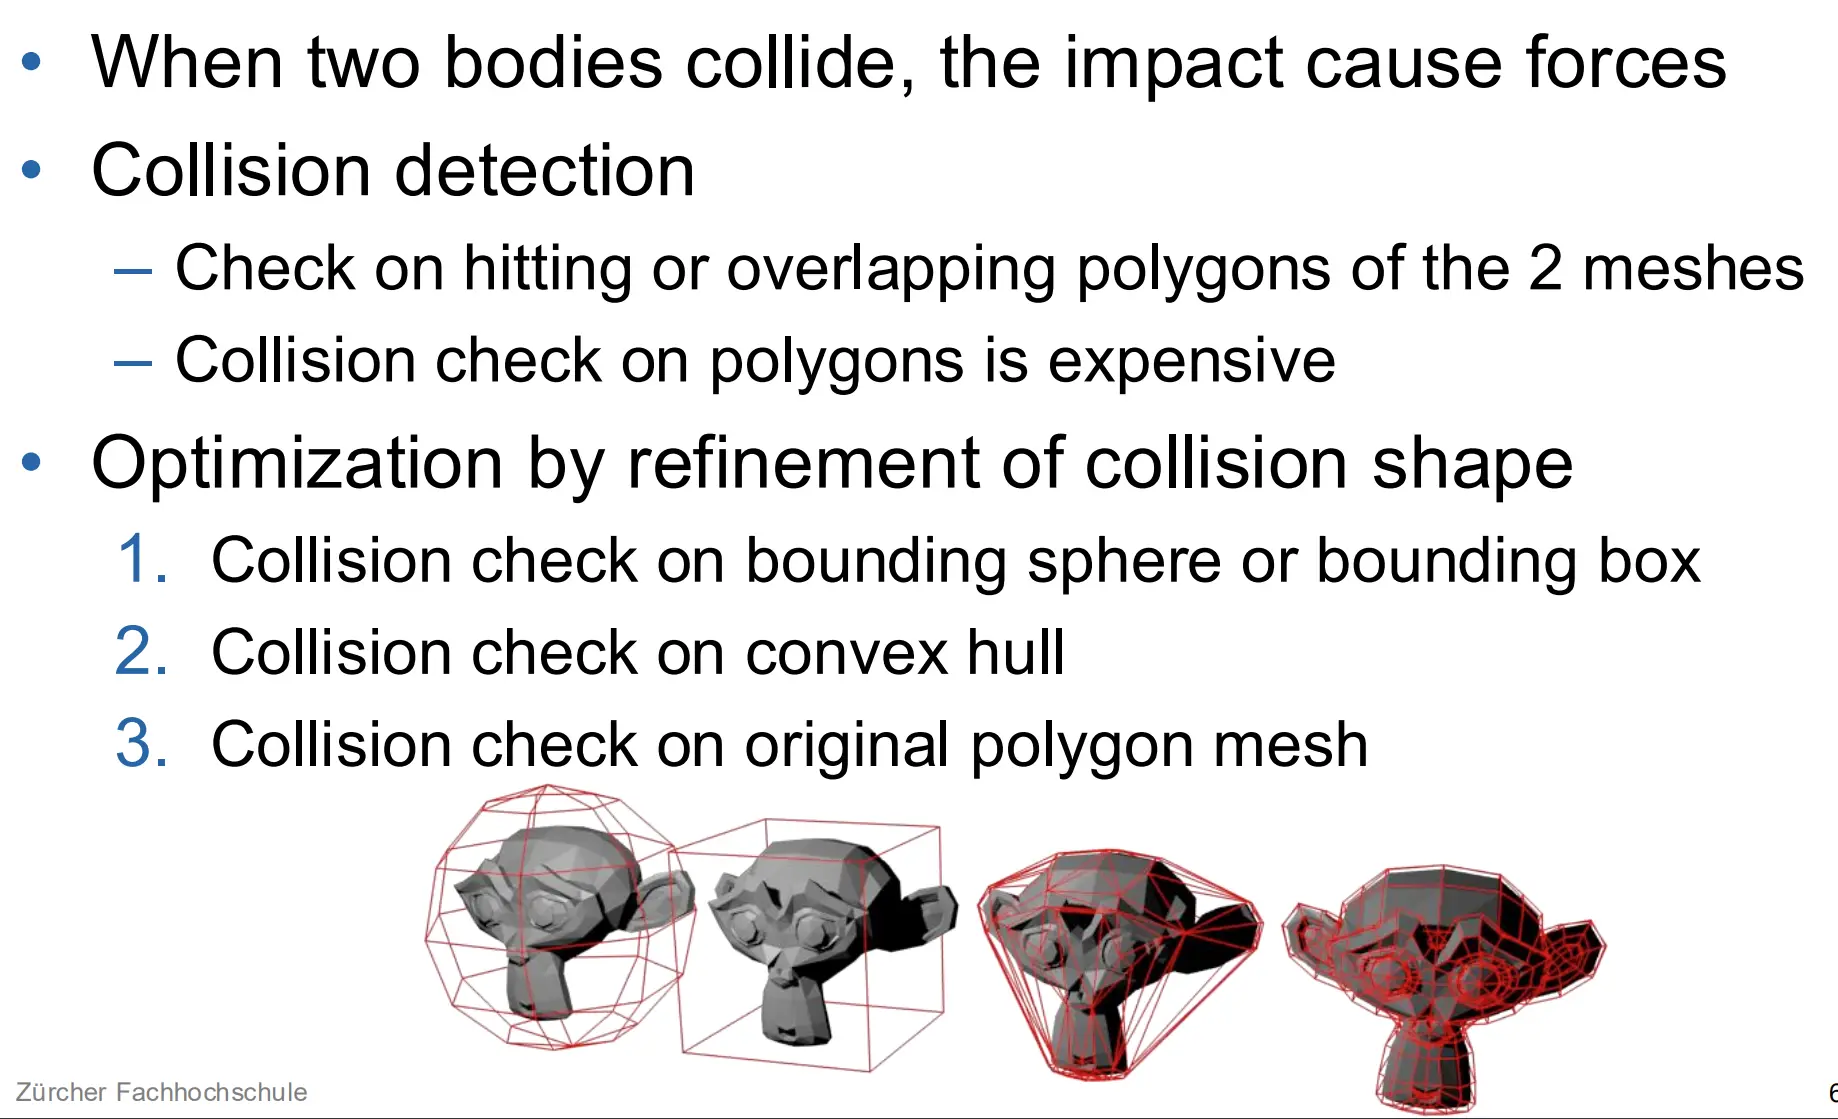 • When two bodies collide, the impact cause forces
• Collision detection
– Check on hitting or overlapping polygons of the 2 meshes
– Collision check on polygons is expensive
• Optimization by refinement of collision shape
1. Collision check on bounding sphere or bounding box
2. Collision check on convex hull
3. Collision check on original polygon mesh
Zürcher Fachhochschule
6